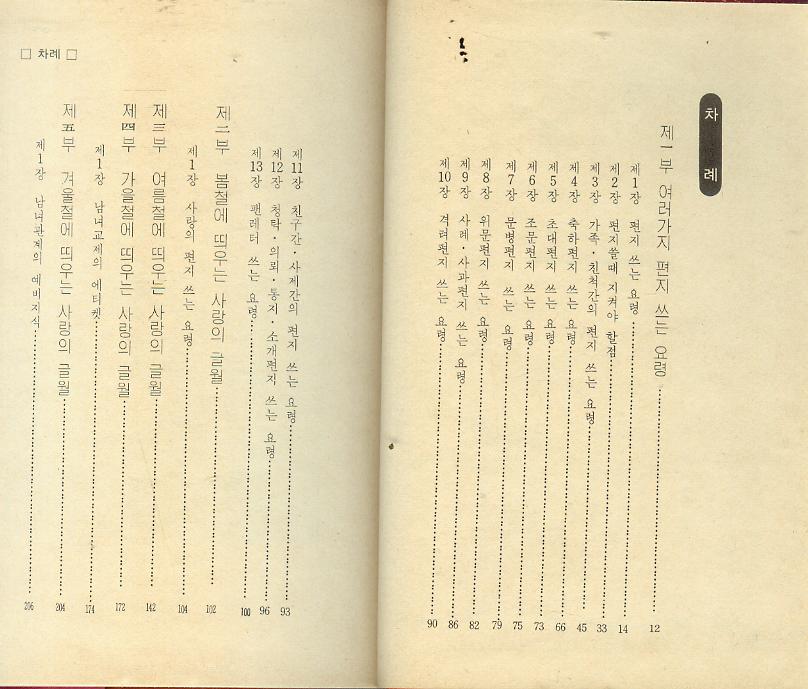 차례
제一부 여러가지 편지 쓰는 요령 12
제1장 편지 쓰는 요령 14
제2장 편지쓸때 지켜야 할점 33
제3장 가족·친척간의 편지 쓰는 요령 45
제4장 축하편지 쓰는 요령 66
제5장 초대편지 쓰는 요령 73
제6장 조문편지 쓰는 요령 75
제7장 문병편지 쓰는 요령 79
제8장 위문편지 쓰는 요령 82
제9장 사례·사과편지 쓰는 요령 86
제10장 격려편지 쓰는 요령 90
□ 차례 □
제11장 친구간·사제간의 편지 쓰는 요령 93
제12장 청탁·의뢰·통지·소개편지 쓰는 요령 96
제13장 팬레터 쓰는 요령 100
제二부 봄철에 띄우는 사랑의 글월 102
제1장 사랑의 편지 쓰는 요령 104
제三부 여름철에 띄우는 사랑의 글월 142
제四부 가을철에 띄우는 사랑의 글월 172
제1장 남녀교제의 에티켓 174
제五부 겨울철에 띄우는 사랑의 글월 204
제1장 남녀관계의 예비지식 206